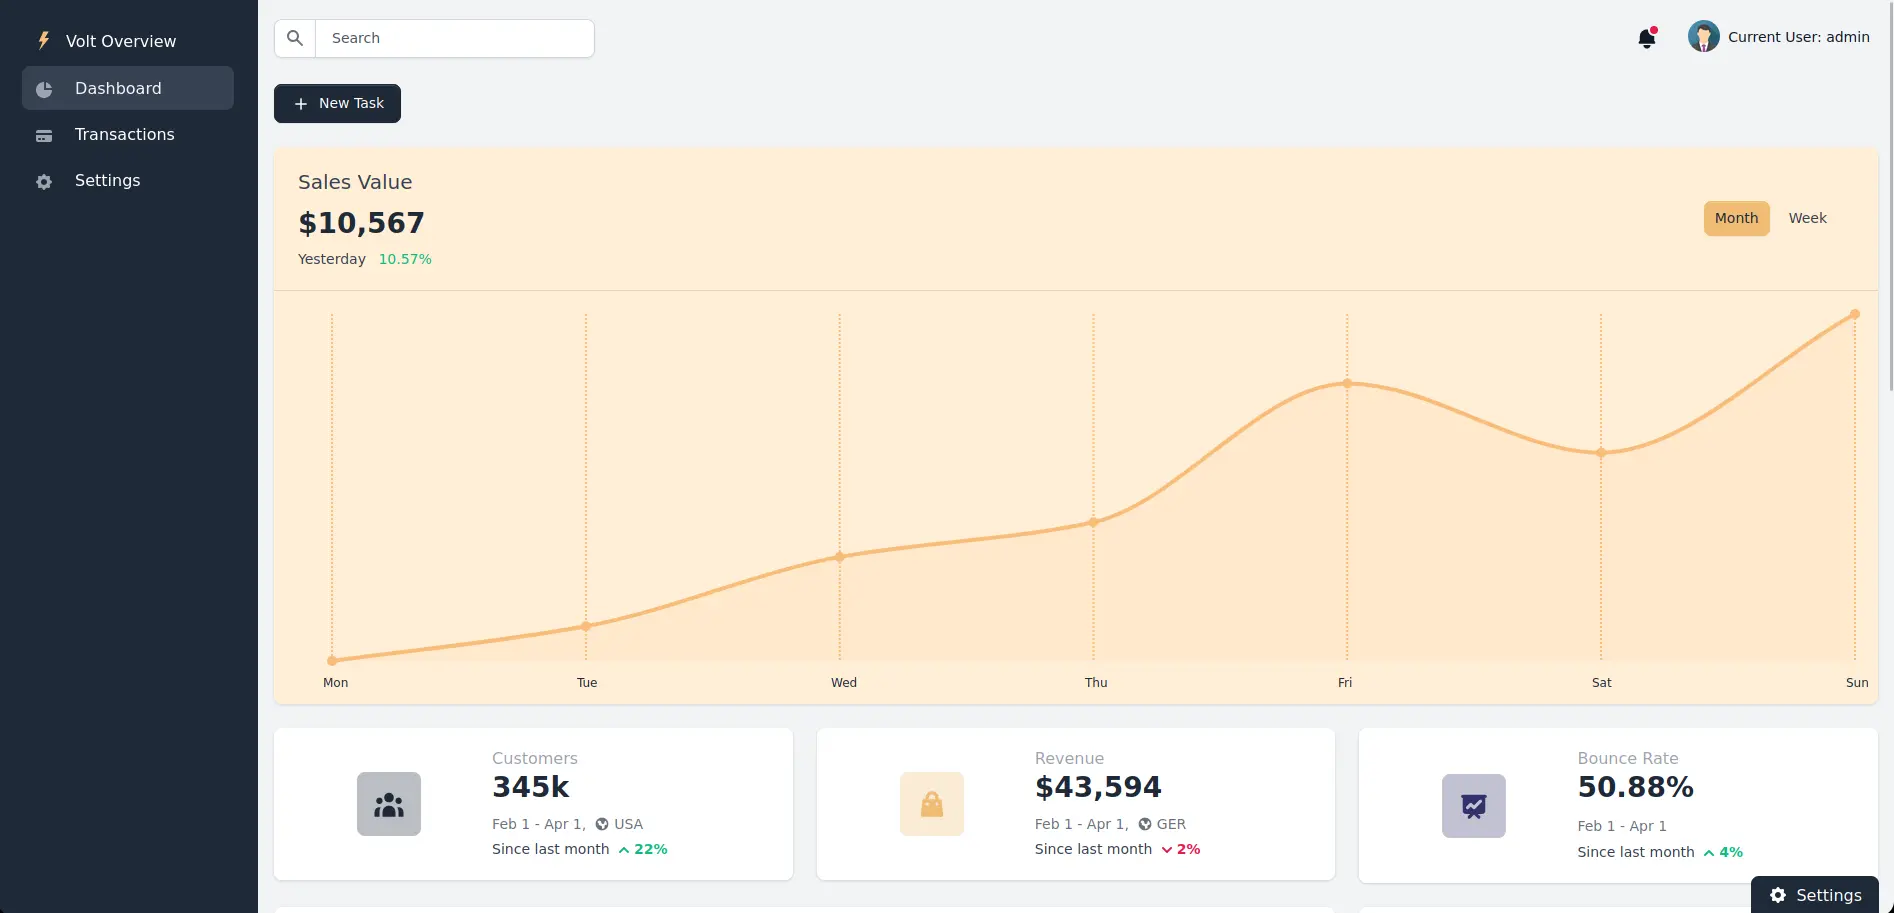 Volt Overview
Dashboard
Transactions
Settings
Search
Current User: admin
New Task
Sales Value
$10,567
Yesterday 10.57%
Month Week
Mon Tue Wed Thu Fri Sat Sun
Customers
345k
Feb 1 - Apr 1, USA
Since last month 22%
Revenue
$43,594
Feb 1 - Apr 1, GER
Since last month 2%
Bounce Rate
50.88%
Feb 1 - Apr 1
Since last month 4%
Settings